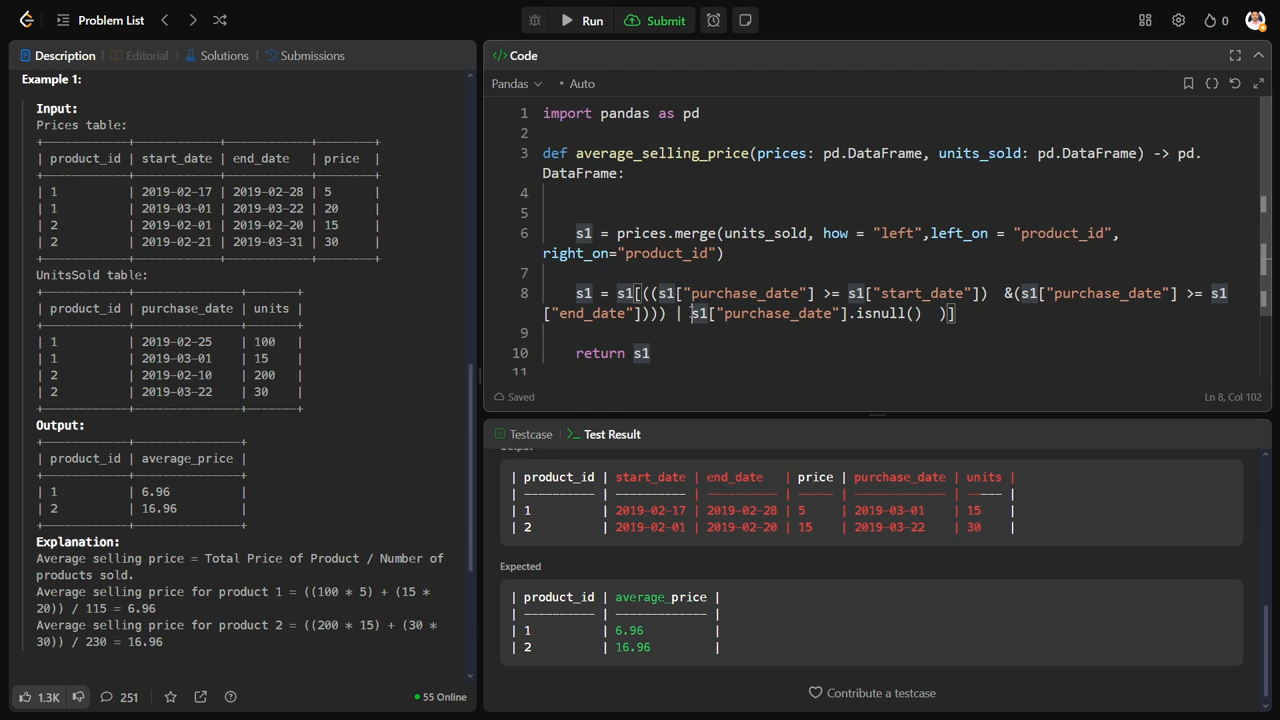 Problem List
Run
Submit
0
Description
Editorial
Solutions
Submissions
Example 1:
Input:
Prices table:
+------------+------------+------------+-------+
| product_id | start_date | end_date   | price |
+------------+------------+------------+-------+
| 1          | 2019-02-17 | 2019-02-28 | 5     |
| 1          | 2019-03-01 | 2019-03-22 | 20    |
| 2          | 2019-02-01 | 2019-02-20 | 15    |
| 2          | 2019-02-21 | 2019-03-31 | 30    |
+------------+------------+------------+-------+
UnitsSold table:
+------------+---------------+-------+
| product_id | purchase_date | units |
+------------+---------------+-------+
| 1          | 2019-02-25    | 100   |
| 1          | 2019-03-01    | 15    |
| 2          | 2019-02-10    | 200   |
| 2          | 2019-03-22    | 30    |
+------------+---------------+-------+
Output:
+------------+---------------+
| product_id | average_price |
+------------+---------------+
| 1          | 6.96          |
| 2          | 16.96         |
+------------+---------------+
Explanation:
Average selling price = Total Price of Product / Number of
products sold.
Average selling price for product 1 = ((100 * 5) + (15 *
20)) / 115 = 6.96
Average selling price for product 2 = ((200 * 15) + (30 *
30)) / 230 = 16.96
1.3K
251
55 Online
</> Code
Pandas
• Auto
1 import pandas as pd
2
3 def average_selling_price(prices: pd.DataFrame, units_sold: pd.DataFrame) -> pd.
DataFrame:
4
5
6     s1 = prices.merge(units_sold, how = "left",left_on = "product_id",
right_on="product_id")
7
8     s1 = s1[((s1["purchase_date"] >= s1["start_date"])  &(s1["purchase_date"] >= s1
["end_date"]))) | s1["purchase_date"].isnull()  )]
9
10     return s1
11
Saved
Ln 8, Col 102
Testcase
Test Result
Output
| product_id | start_date | end_date   | price | purchase_date | units |
| ---------- | ---------- | ---------- | ----- | ------------- | ----- |
| 1          | 2019-02-17 | 2019-02-28 | 5     | 2019-03-01    | 15    |
| 2          | 2019-02-01 | 2019-02-20 | 15    | 2019-03-22    | 30    |
Expected
| product_id | average_price |
| ---------- | ------------- |
| 1          | 6.96          |
| 2          | 16.96         |
Contribute a testcase